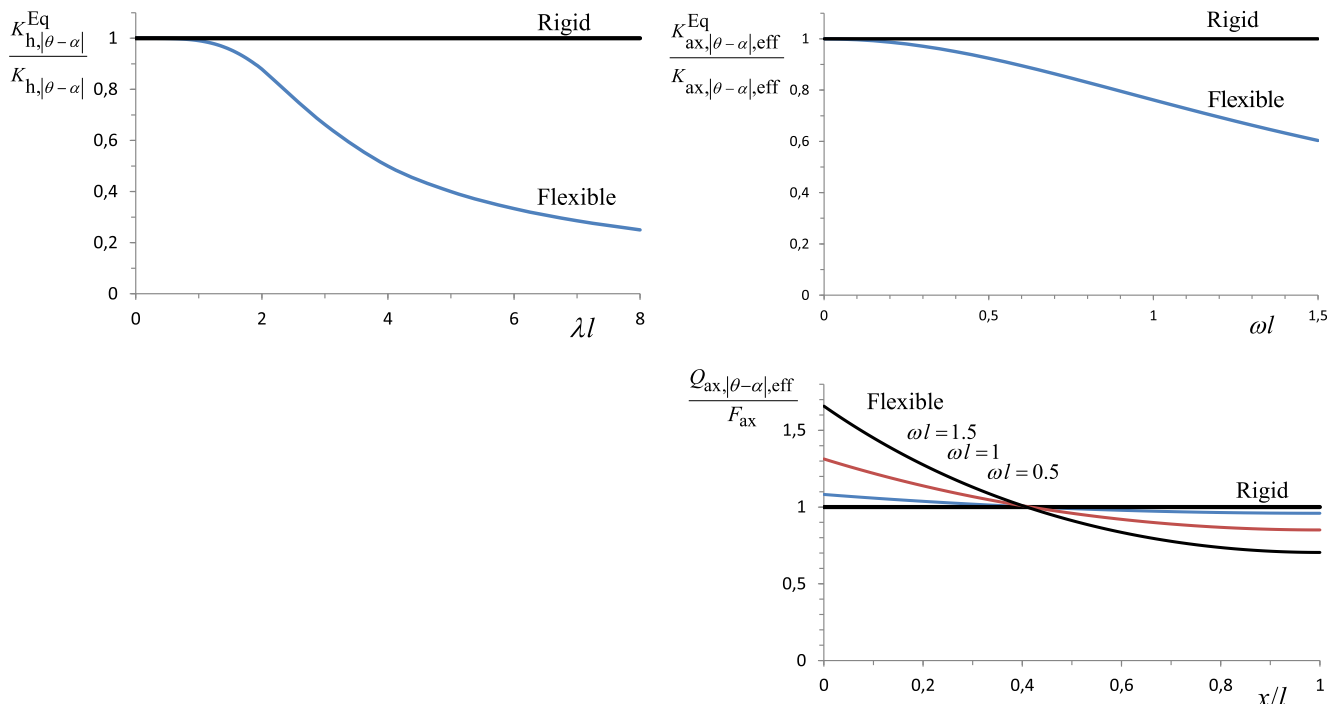 K^Eq_h,|θ−α|
K_h,|θ−α|
Rigid
1
0,8
0,6
0,4
0,2
0
Flexible
0 2 4 6 8
λl
K^Eq_ax,|θ−α|,eff
K_ax,|θ−α|,eff
Rigid
1
0,8
0,6
0,4
0,2
0
Flexible
0 0,5 1 1,5
ωl
Q_ax,|θ−α|,eff
F_ax
Flexible
ωl = 1.5
ωl = 1
ωl = 0.5
Rigid
1,5
1
0,5
0
0 0,2 0,4 0,6 0,8 1
x/l